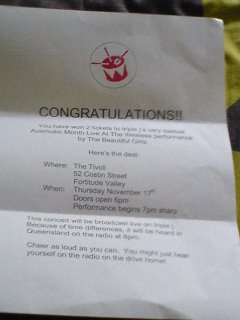 CONGRATULATIONS!!
You have won 2 tickets to triple j's very special
Ausmusic Month Live At The Wireless performance
by The Beautiful Girls.
Here's the deal.
Where: The Tivoli
52 Costin Street
Fortitude Valley
When: Thursday November 17th
Doors open 6pm
Performance begins 7pm sharp
This concert will be broadcast live on triple j.
Because of time differences, it will be heard in
Queensland on the radio at 8pm.
Cheer as loud as you can. You might just hear
yourself on the radio on the drive home!